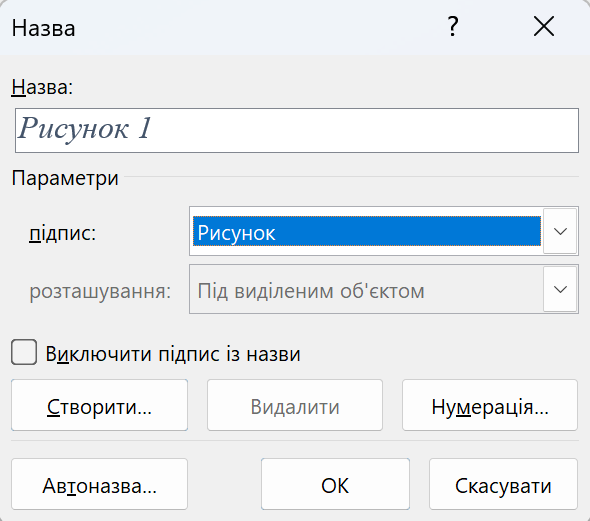 Назва
?
Назва:
Рисунок 1
Параметри
підпис:
Рисунок
розташування:
Під виділеним об'єктом
Виключити підпис із назви
Створити...
Видалити
Нумерація...
Автоназва...
ОК
Скасувати